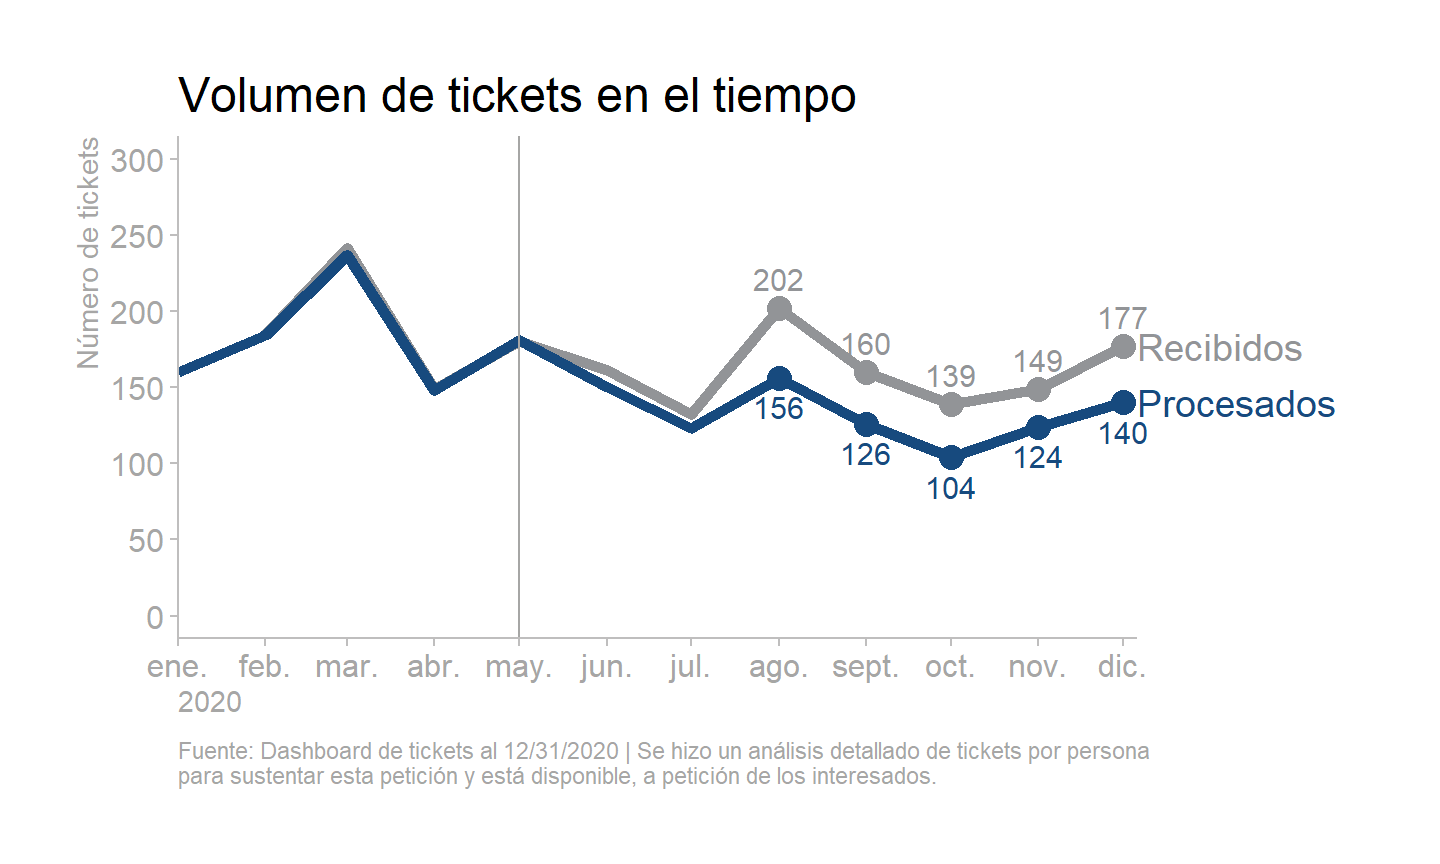 Volumen de tickets en el tiempo
Número de tickets
300
250
200
150
100
50
0
202
160
139
149
177
Recibidos
156
126
104
124
140
Procesados
ene. feb. mar. abr. may. jun. jul. ago. sept. oct. nov. dic.
2020
Fuente: Dashboard de tickets al 12/31/2020 | Se hizo un análisis detallado de tickets por persona
para sustentar esta petición y está disponible, a petición de los interesados.